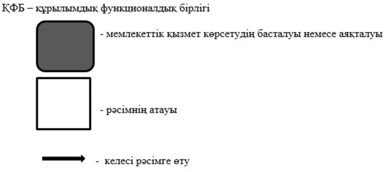 ҚФБ – құрылымдық функционалдық бірлігі
- мемлекеттік қызмет көрсетудің басталуы немесе аяқталуы
- рәсімнің атауы
- келесі рәсімге өту